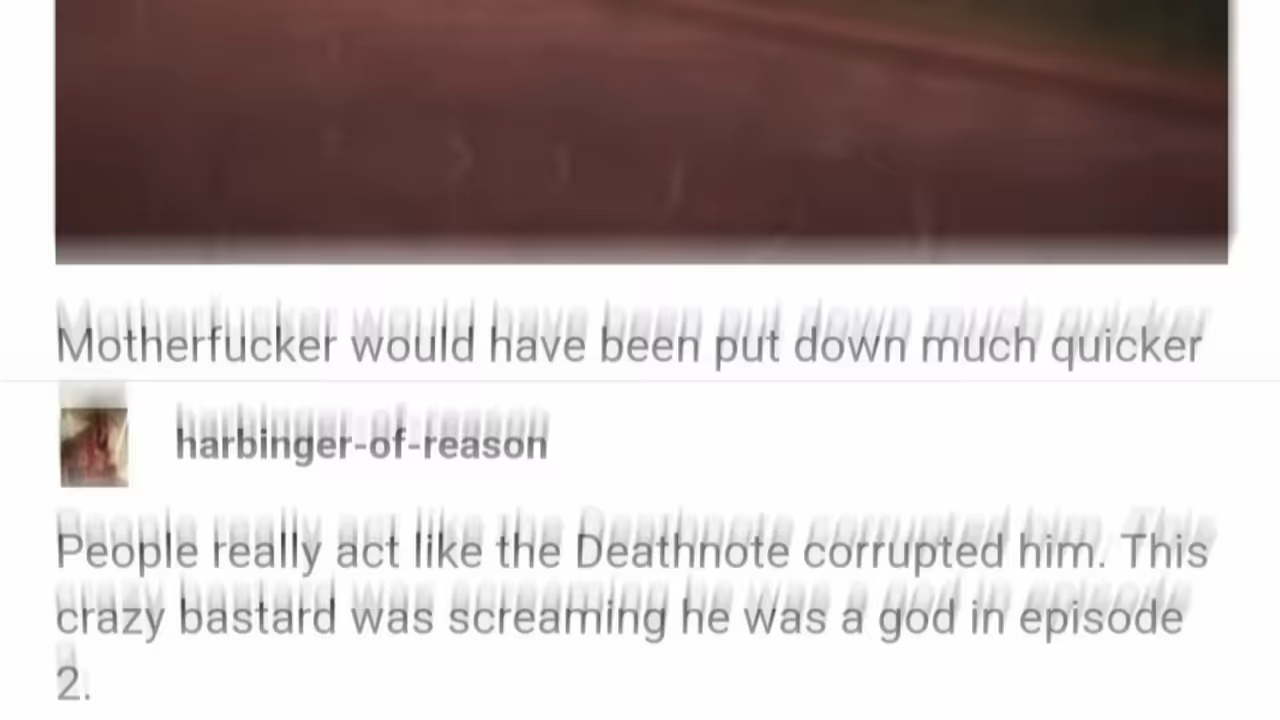 Motherfucker would have been put down much quicker
harbinger-of-reason
People really act like the Deathnote corrupted him. This
crazy bastard was screaming he was a god in episode
2.